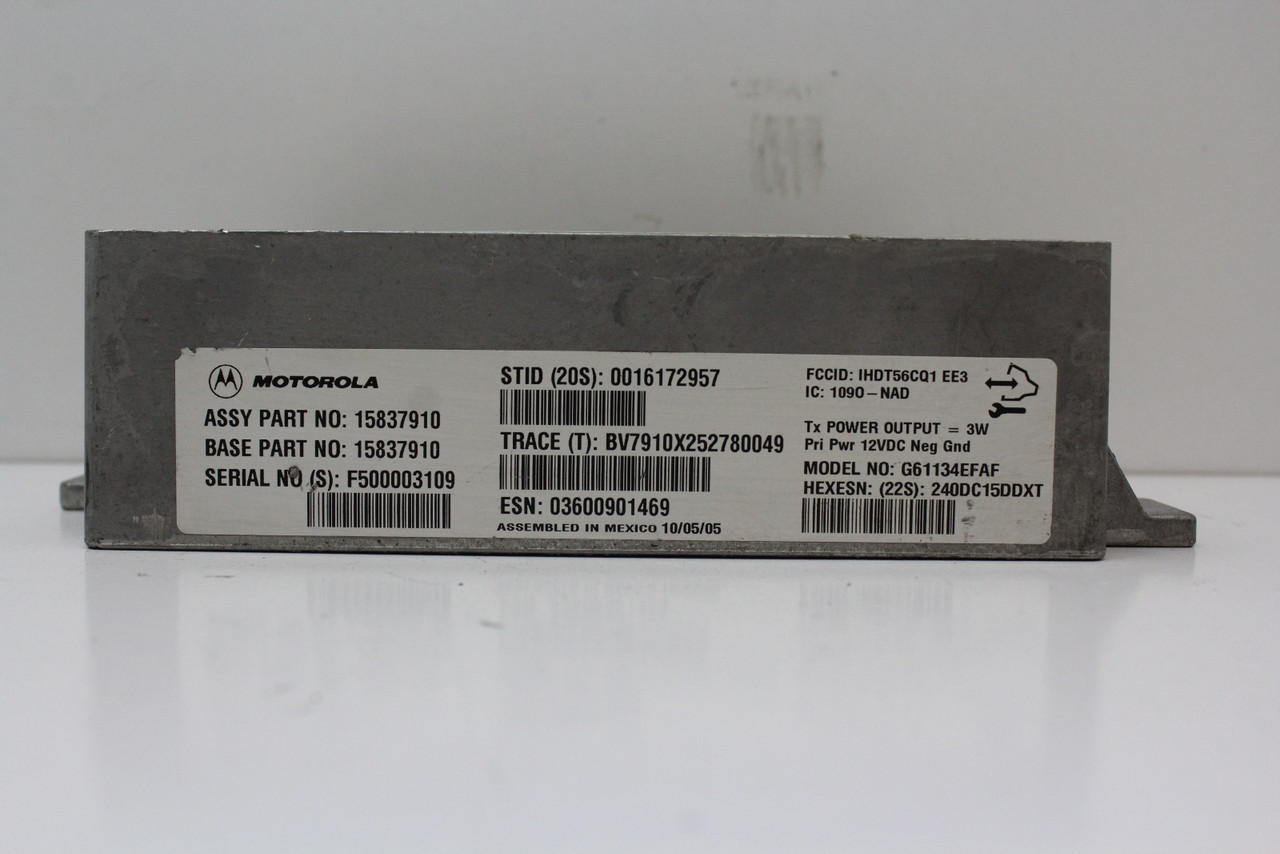 MOTOROLA
ASSY PART NO: 15837910
BASE PART NO: 15837910
SERIAL NO (S): F500003109
STID (20S): 0016172957
TRACE (T): BV7910X252780049
ESN: 03600901469
ASSEMBLED IN MEXICO 10/05/05
FCCID: IHDT56CQ1 EE3
IC: 1090-NAD
Tx POWER OUTPUT = 3W
Pri Pwr 12VDC Neg Gnd
MODEL NO: G61134EFAF
HEXESN: (22S): 240DC15DDXT